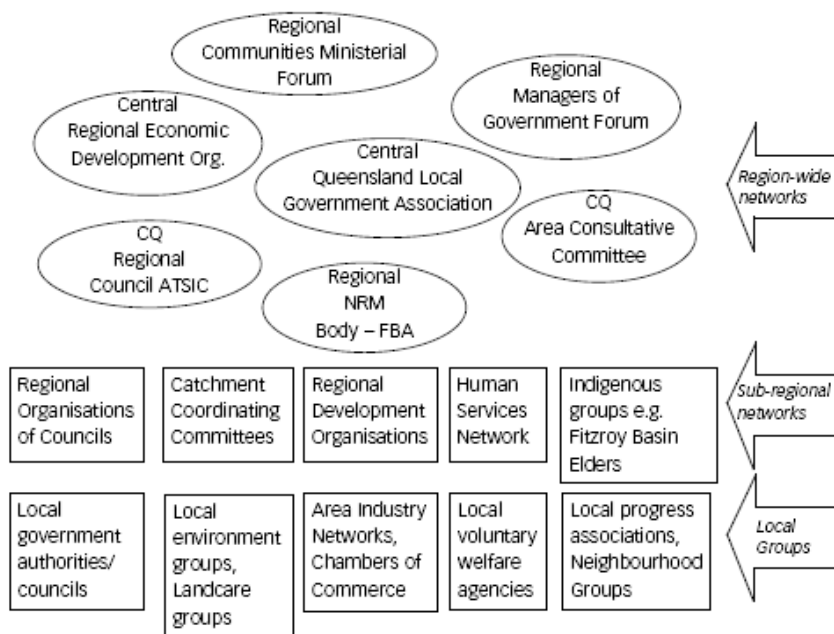 Regional
Communities Ministerial
Forum
Regional
Managers of
Government Forum
Central
Regional Economic
Development Org.
Central
Queensland Local
Government Association
Region-wide
networks
CQ
Area Consultative
Committee
CQ
Regional
Council ATSIC
Regional
NRM
Body – FBA
Regional
Organisations
of Councils
Catchment
Coordinating
Committees
Regional
Development
Organisations
Human
Services
Network
Indigenous
groups e.g.
Fitzroy Basin
Elders
Sub-regional
networks
Local
government
authorities/
councils
Local
environment
groups,
Landcare
groups
Area Industry
Networks,
Chambers of
Commerce
Local
voluntary
welfare
agencies
Local progress
associations,
Neighbourhood
Groups
Local
Groups